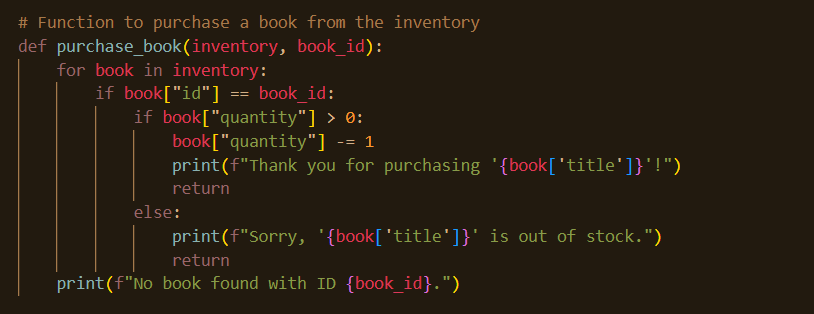 # Function to purchase a book from the inventory
def purchase_book(inventory, book_id):
    for book in inventory:
        if book["id"] == book_id:
            if book["quantity"] > 0:
                book["quantity"] -= 1
                print(f"Thank you for purchasing '{book['title']}'!")
                return
            else:
                print(f"Sorry, '{book['title']}' is out of stock.")
                return
    print(f"No book found with ID {book_id}.")